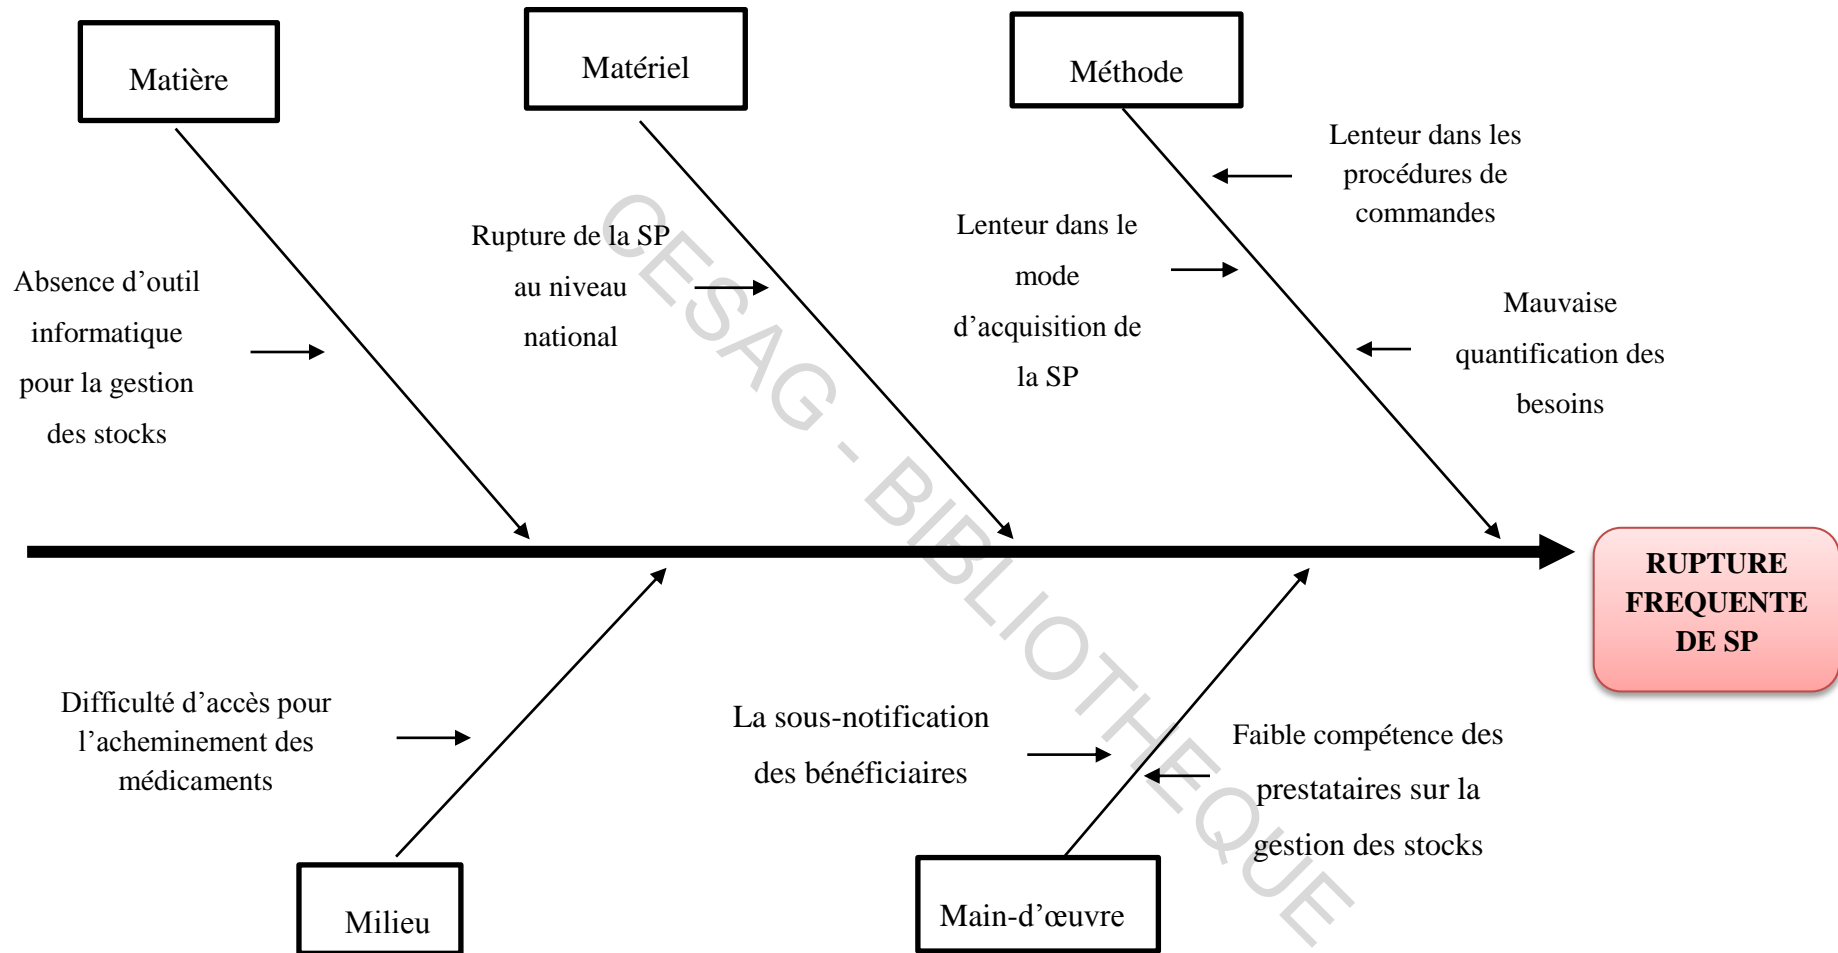 Matière
Matériel
Méthode
Absence d’outil
informatique
pour la gestion
des stocks
Rupture de la SP
au niveau
national
Lenteur dans le
mode
d’acquisition de
la SP
Lenteur dans les
procédures de
commandes
Mauvaise
quantification des
besoins
RUPTURE
FREQUENTE
DE SP
Difficulté d’accès pour
l’acheminement des
médicaments
La sous-notification
des bénéficiaires
Faible compétence des
prestataires sur la
gestion des stocks
Milieu
Main-d’œuvre
CESAG - BIBLIOTHEQUE